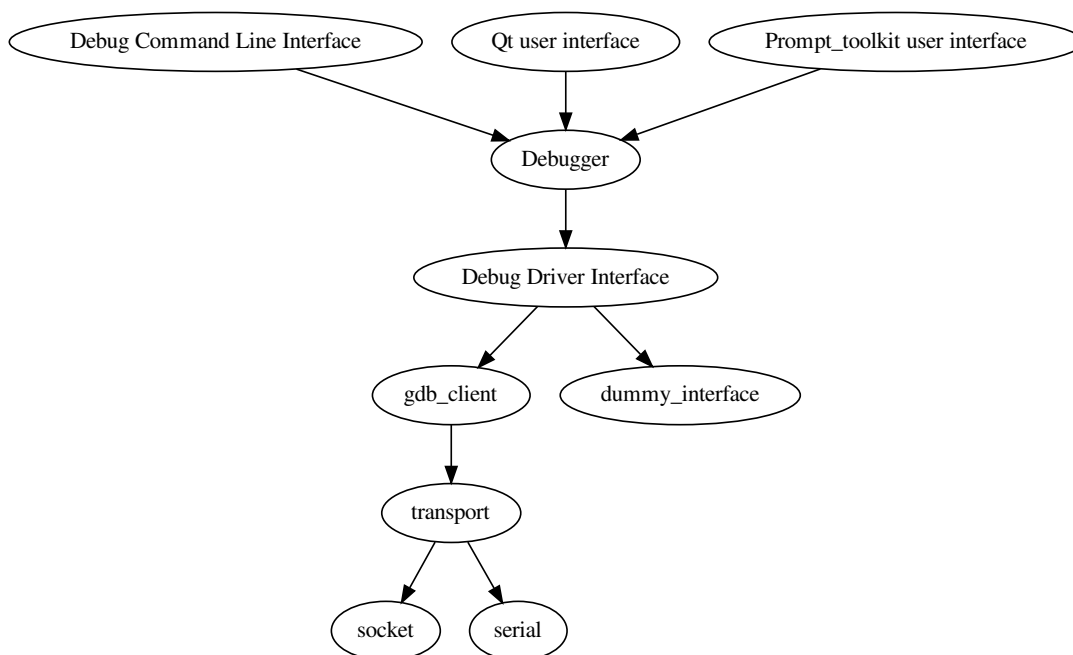 Debug Command Line Interface
Qt user interface
Prompt_toolkit user interface
Debugger
Debug Driver Interface
gdb_client
dummy_interface
transport
socket
serial